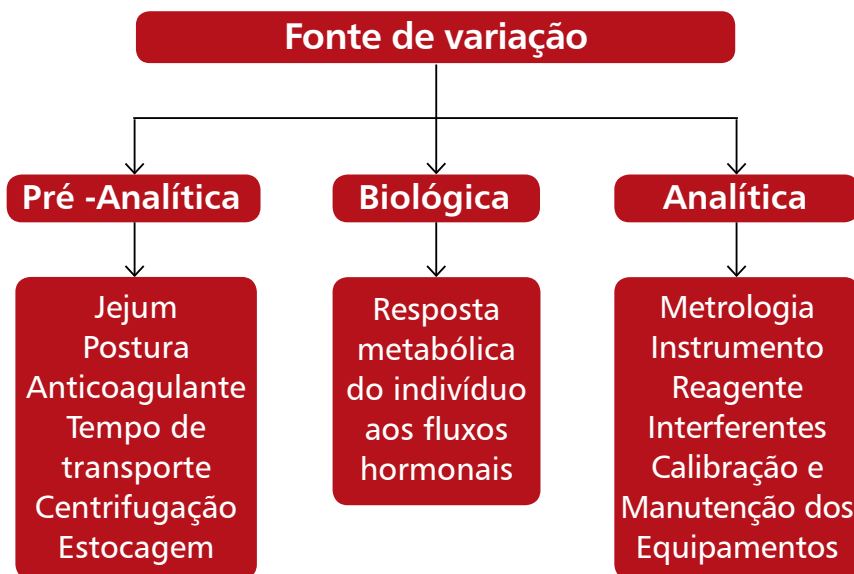 Fonte de variação
Pré -Analítica
Jejum
Postura
Anticoagulante
Tempo de
transporte
Centrifugação
Estocagem
Biológica
Resposta
metabólica
do indivíduo
aos fluxos
hormonais
Analítica
Metrologia
Instrumento
Reagente
Interferentes
Calibração e
Manutenção dos
Equipamentos